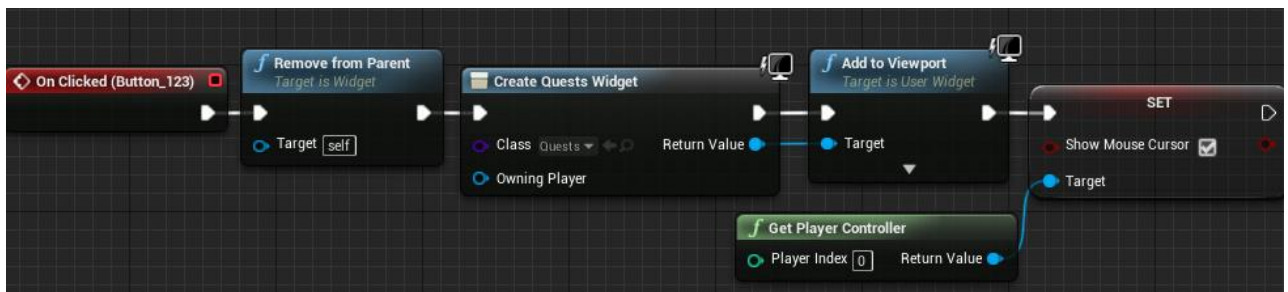 On Clicked (Button_123)
f Remove from Parent
Target is Widget
Target self
Create Quests Widget
Class Quests
Return Value
Owning Player
f Add to Viewport
Target is User Widget
Target
SET
Show Mouse Cursor
Target
f Get Player Controller
Player Index 0
Return Value